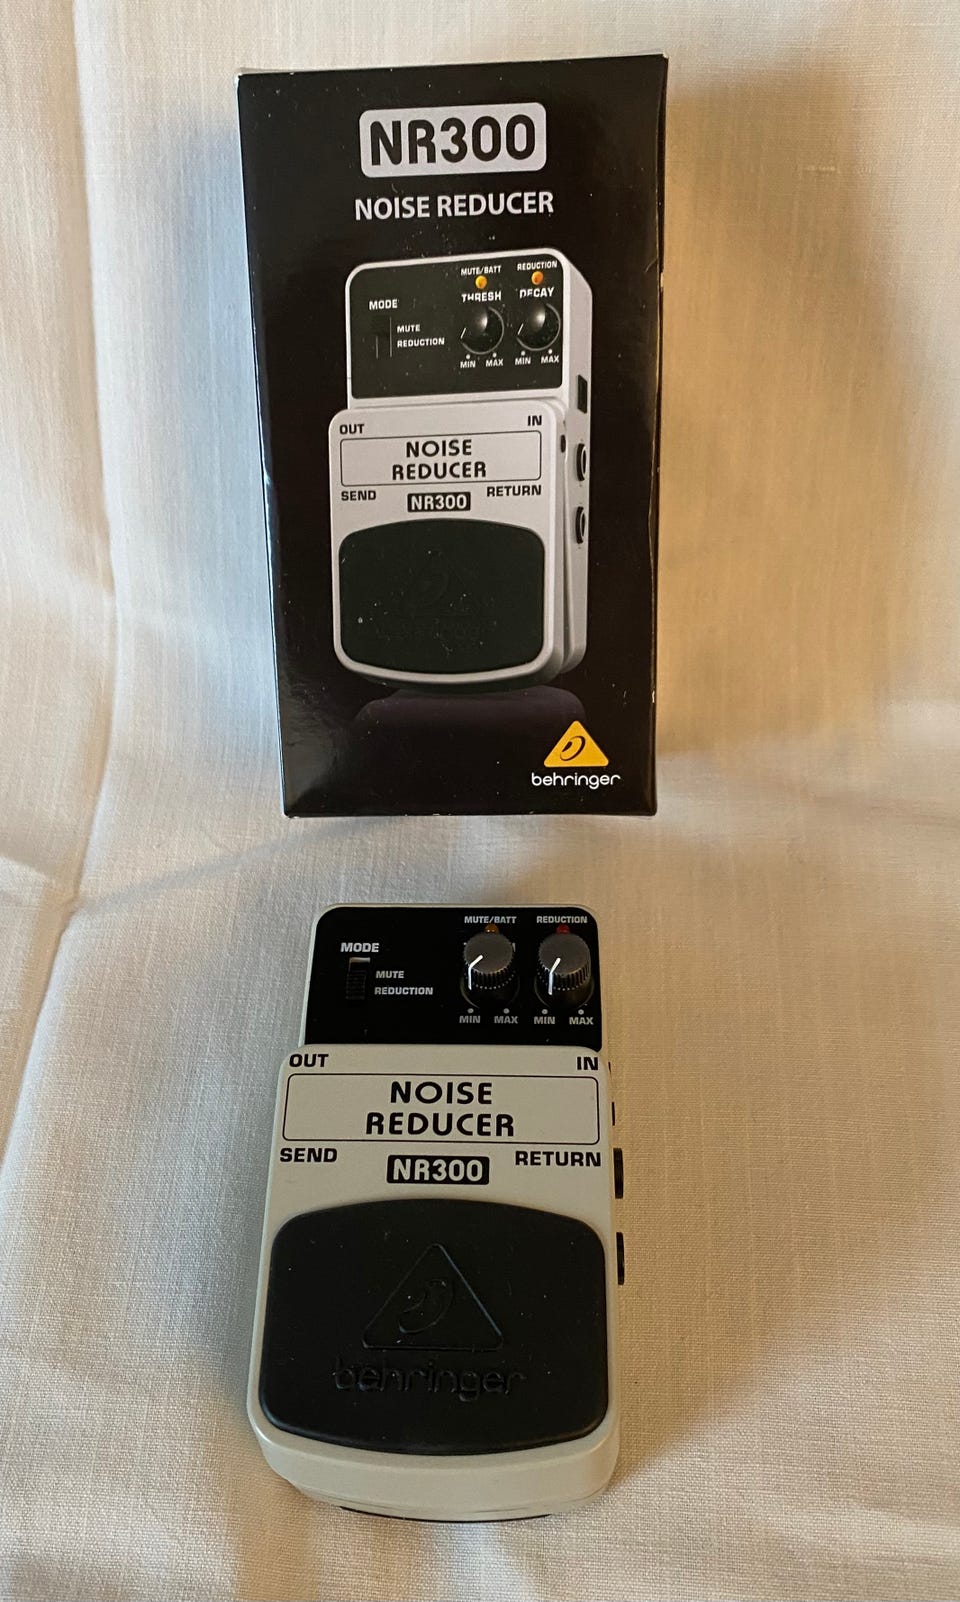 NR300
NOISE REDUCER
MUTE/BATT REDUCTION
MODE THRESH DECAY
MUTE
REDUCTION
MIN MAX MIN MAX
OUT IN
NOISE
REDUCER
SEND NR300 RETURN
behringer
MUTE/BATT REDUCTION
MODE
MUTE
REDUCTION
MIN MAX MIN MAX
OUT IN
NOISE
REDUCER
SEND NR300 RETURN
behringer